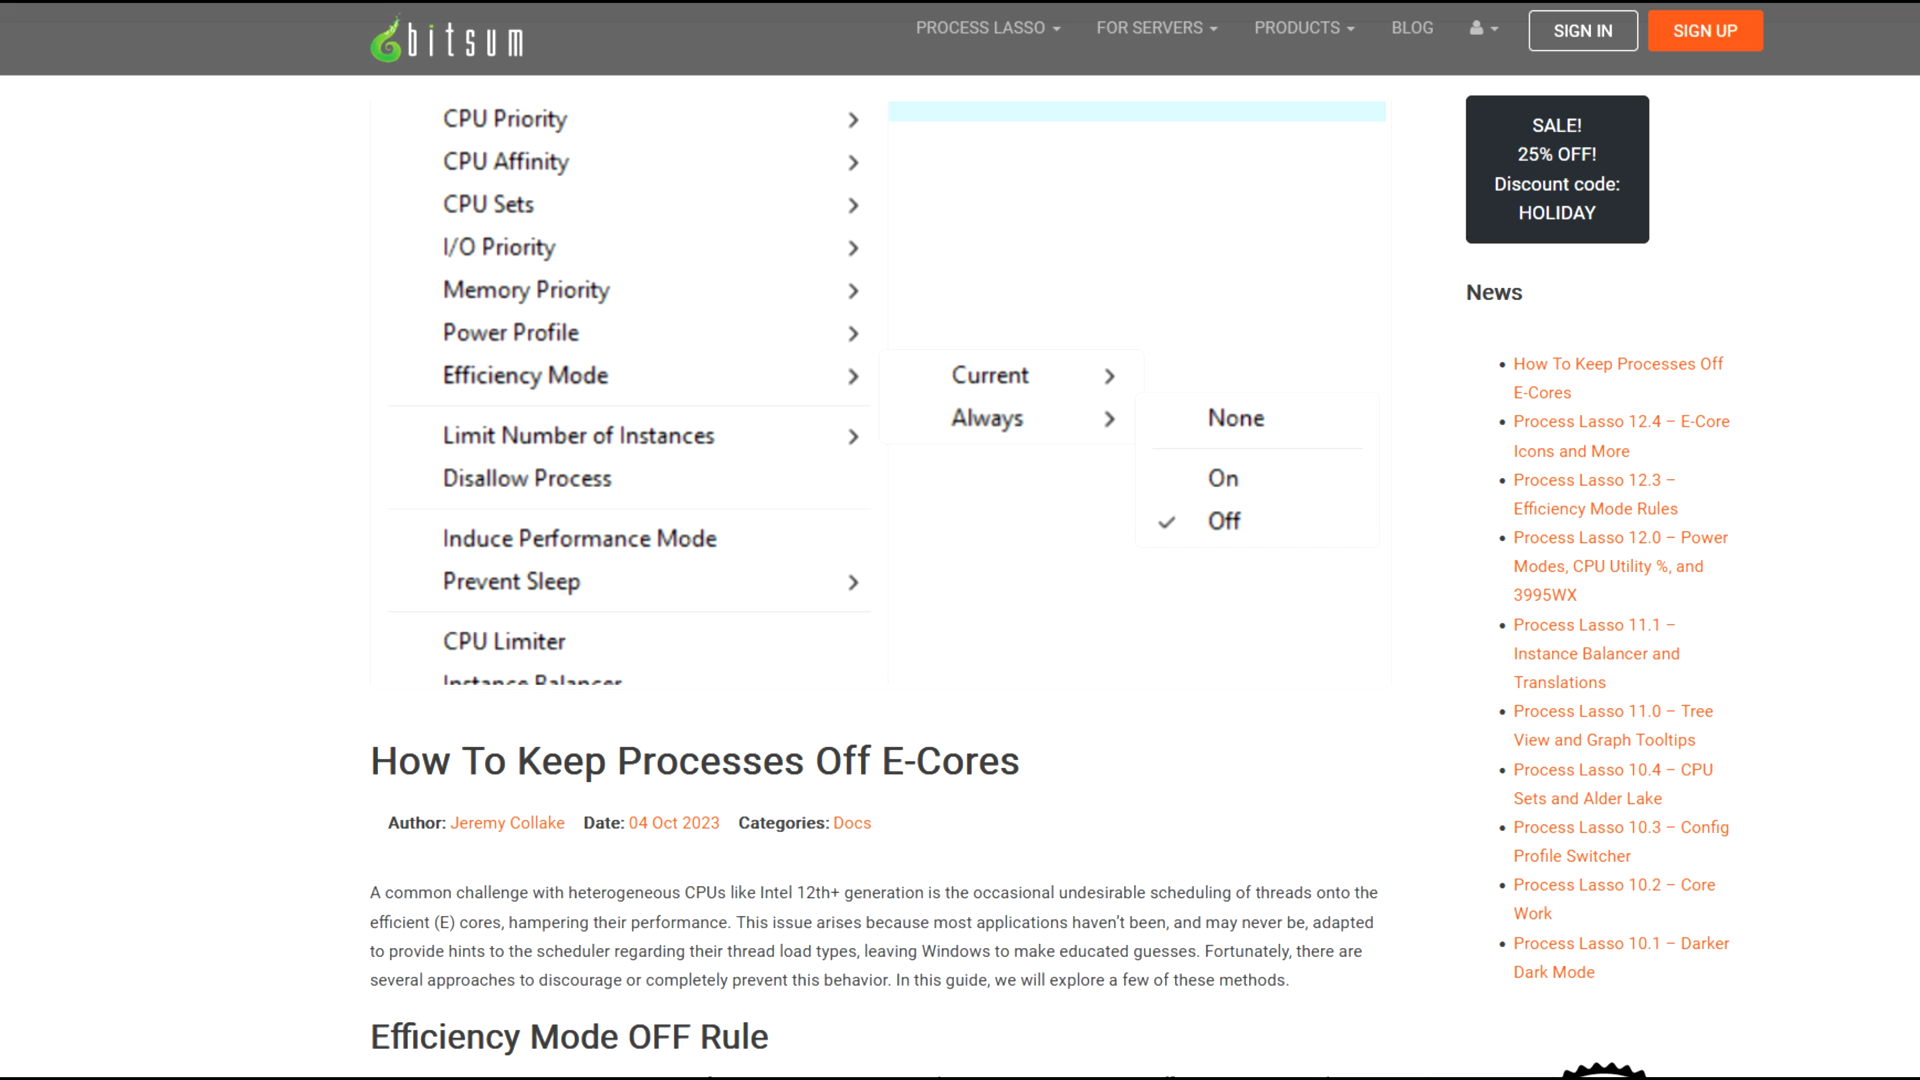 bitsum
PROCESS LASSO
FOR SERVERS
PRODUCTS
BLOG
SIGN IN
SIGN UP
CPU Priority
CPU Affinity
CPU Sets
I/O Priority
Memory Priority
Power Profile
Efficiency Mode
Limit Number of Instances
Disallow Process
Induce Performance Mode
Prevent Sleep
CPU Limiter
Instance Balancer
Current
Always
None
On
Off
How To Keep Processes Off E-Cores
Author: Jeremy Collake Date: 04 Oct 2023 Categories: Docs
A common challenge with heterogeneous CPUs like Intel 12th+ generation is the occasional undesirable scheduling of threads onto the
efficient (E) cores, hampering their performance. This issue arises because most applications haven’t been, and may never be, adapted
to provide hints to the scheduler regarding their thread load types, leaving Windows to make educated guesses. Fortunately, there are
several approaches to discourage or completely prevent this behavior. In this guide, we will explore a few of these methods.
Efficiency Mode OFF Rule
SALE!
25% OFF!
Discount code:
HOLIDAY
News
How To Keep Processes Off
E-Cores
Process Lasso 12.4 – E-Core
Icons and More
Process Lasso 12.3 –
Efficiency Mode Rules
Process Lasso 12.0 – Power
Modes, CPU Utility %, and
3995WX
Process Lasso 11.1 –
Instance Balancer and
Translations
Process Lasso 11.0 – Tree
View and Graph Tooltips
Process Lasso 10.4 – CPU
Sets and Alder Lake
Process Lasso 10.3 – Config
Profile Switcher
Process Lasso 10.2 – Core
Work
Process Lasso 10.1 – Darker
Dark Mode